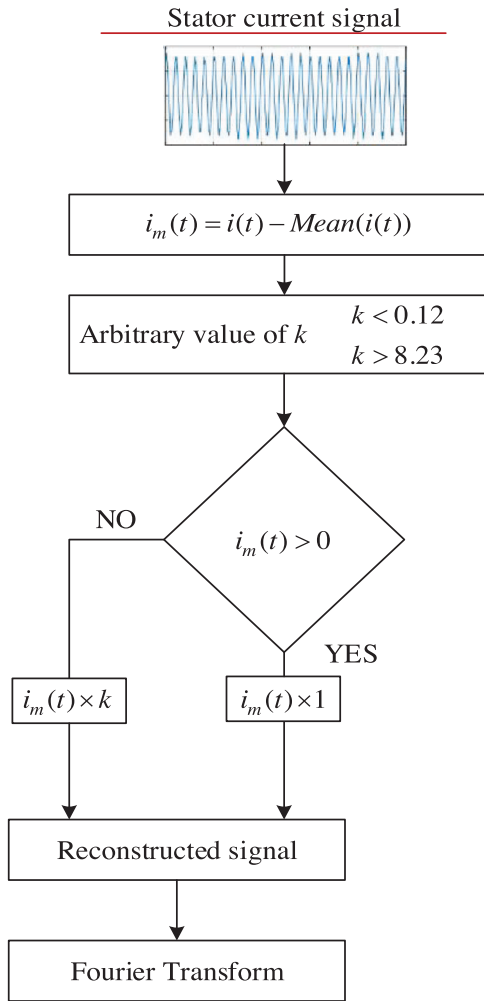 Stator current signal
i_m(t) = i(t) − Mean(i(t))
Arbitrary value of k
k < 0.12
k > 8.23
NO
i_m(t) > 0
YES
i_m(t) × k
i_m(t) × 1
Reconstructed signal
Fourier Transform